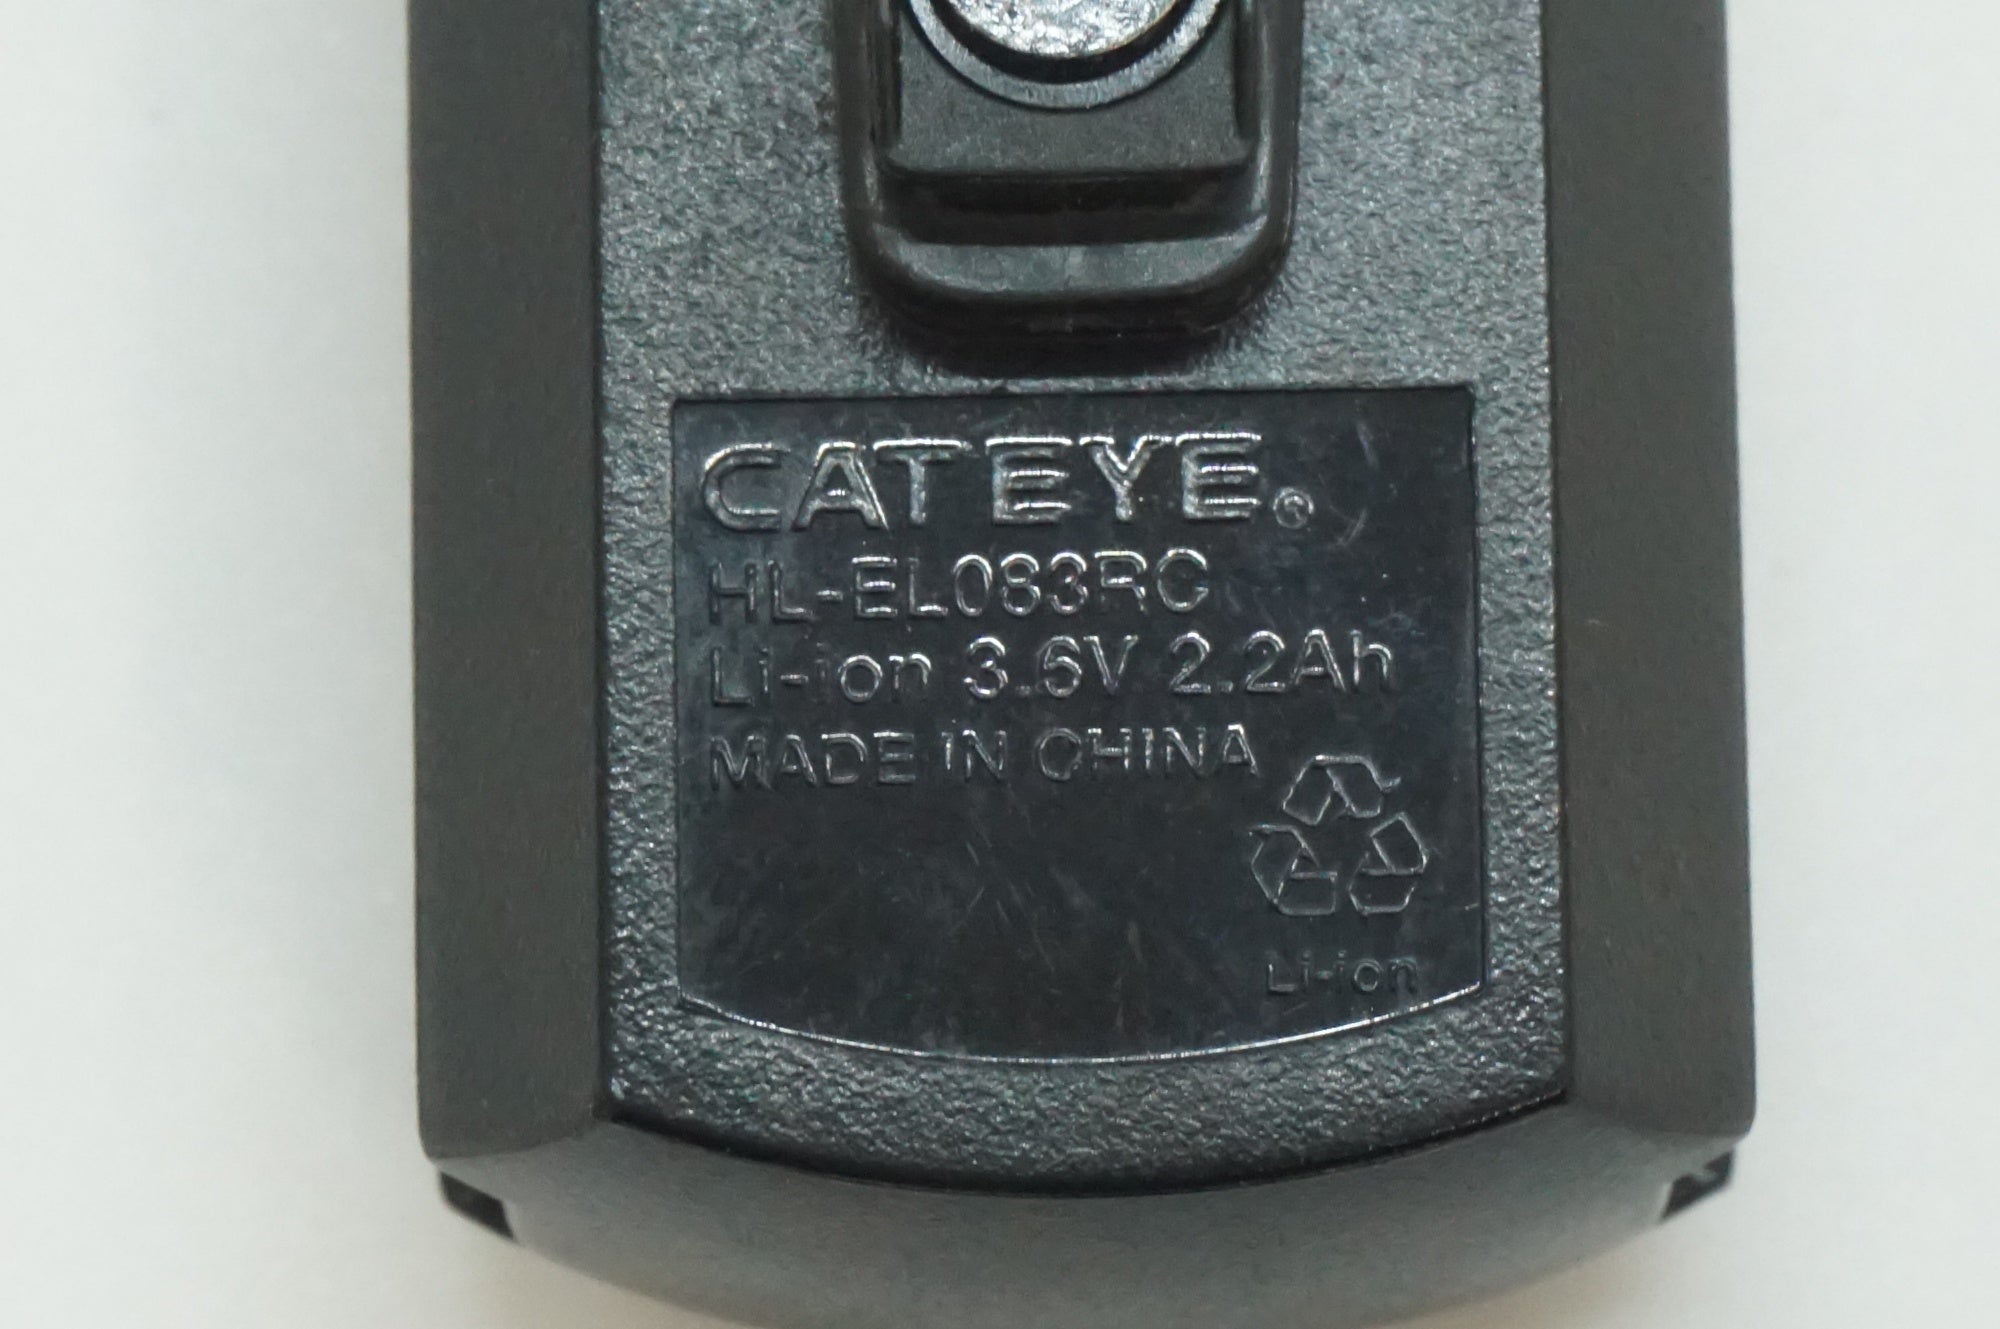 CATEYE®
HL-EL083RC
Li-ion 3.6V 2.2Ah
MADE IN CHINA
Li-ion